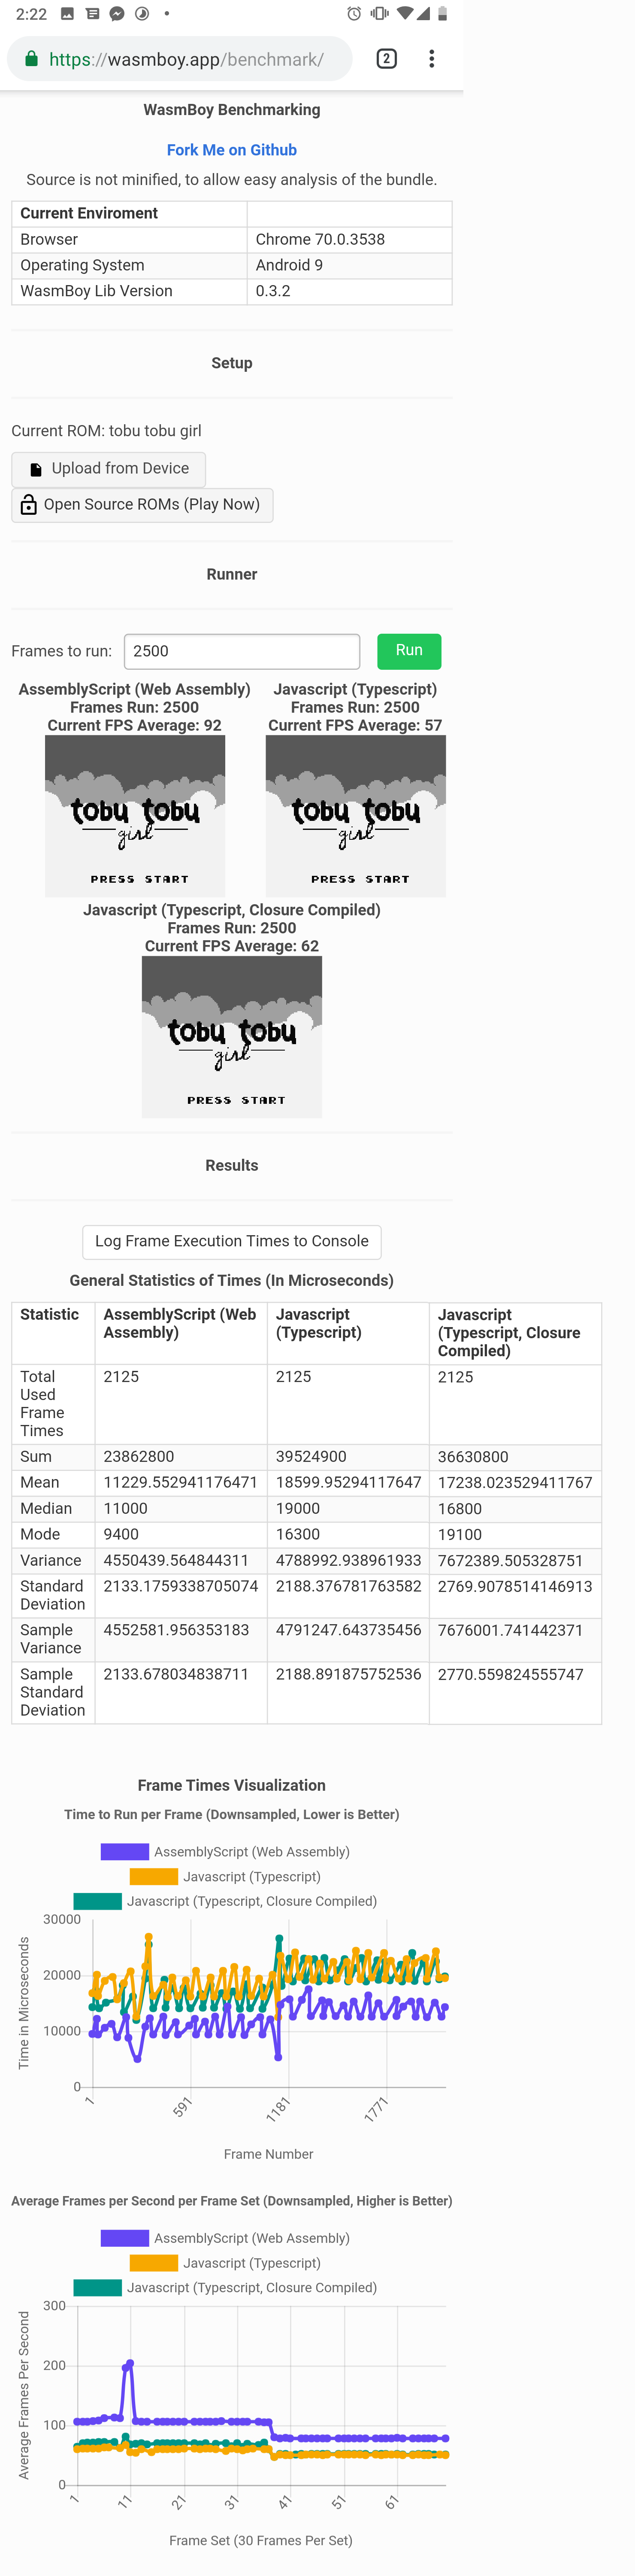 2:22
https://wasmboy.app/benchmark/
2
WasmBoy Benchmarking
Fork Me on Github
Source is not minified, to allow easy analysis of the bundle.
Current Enviroment
Browser Chrome 70.0.3538
Operating System Android 9
WasmBoy Lib Version 0.3.2
Setup
Current ROM: tobu tobu girl
Upload from Device
Open Source ROMs (Play Now)
Runner
Frames to run: 2500 Run
AssemblyScript (Web Assembly) Javascript (Typescript)
Frames Run: 2500 Frames Run: 2500
Current FPS Average: 92 Current FPS Average: 57
tobu tobu tobu tobu
girl girl
PRESS START PRESS START
Javascript (Typescript, Closure Compiled)
Frames Run: 2500
Current FPS Average: 62
tobu tobu
girl
PRESS START
Results
Log Frame Execution Times to Console
General Statistics of Times (In Microseconds)
Statistic AssemblyScript (Web Javascript Javascript
Assembly) (Typescript) (Typescript, Closure
Compiled)
Total 2125 2125 2125
Used
Frame
Times
Sum 23862800 39524900 36630800
Mean 11229.552941176471 18599.95294117647 17238.023529411767
Median 11000 19000 16800
Mode 9400 16300 19100
Variance 4550439.564844311 4788992.938961933 7672389.505328751
Standard 2133.1759338705074 2188.376781763582 2769.9078514146913
Deviation
Sample 4552581.956353183 4791247.643735456 7676001.741442371
Variance
Sample 2133.678034838711 2188.891875752536 2770.559824555747
Standard
Deviation
Frame Times Visualization
Time to Run per Frame (Downsampled, Lower is Better)
AssemblyScript (Web Assembly)
Javascript (Typescript)
Javascript (Typescript, Closure Compiled)
Time in Microseconds
30000
20000
10000
0
1 591 1181 1771
Frame Number
Average Frames per Second per Frame Set (Downsampled, Higher is Better)
AssemblyScript (Web Assembly)
Javascript (Typescript)
Javascript (Typescript, Closure Compiled)
Average Frames Per Second
300
200
100
0
1 11 21 31 41 51 61
Frame Set (30 Frames Per Set)